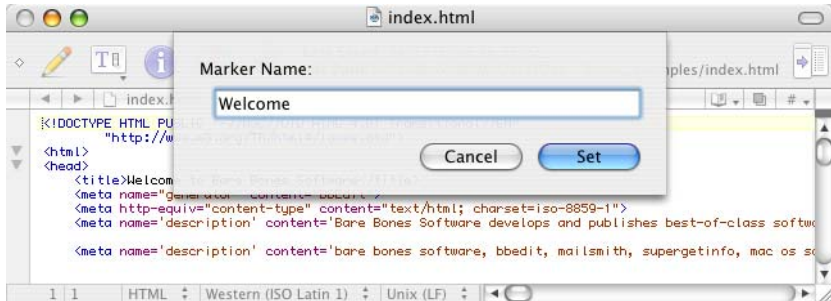 index.html
Marker Name:
Welcome
Cancel Set
ples/index.html
index.h
<!DOCTYPE HTML PU
"http://w
<html>
<head>
<title>Welcom
<meta name="generator" content="BBEdit">
<meta http-equiv="content-type" content="text/html; charset=iso-8859-1">
<meta name='description' content='Bare Bones Software develops and publishes best-of-class softwa
<meta name='description' content='bare bones software, bbedit, mailsmith, supergetinfo, mac os so
1 1 HTML Western (ISO Latin 1) Unix (LF)